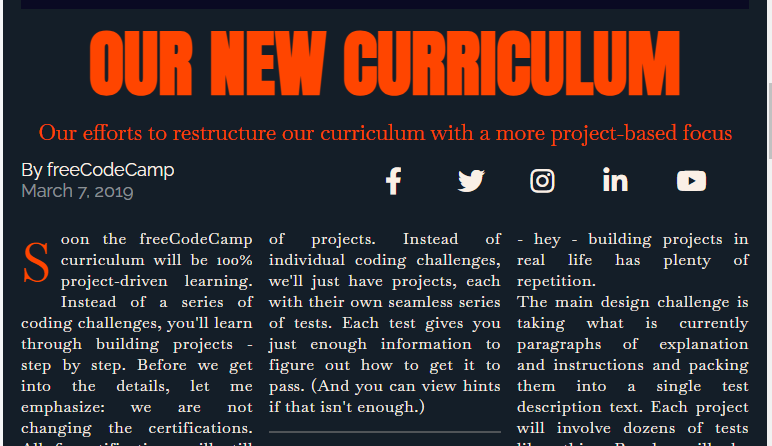 OUR NEW CURRICULUM
Our efforts to restructure our curriculum with a more project-based focus
By freeCodeCamp
March 7, 2019
Soon the freeCodeCamp
curriculum will be 100%
project-driven learning.
Instead of a series of
coding challenges, you'll learn
through building projects -
step by step. Before we get
into the details, let me
emphasize: we are not
changing the certifications.
of projects. Instead of
individual coding challenges,
we'll just have projects, each
with their own seamless series
of tests. Each test gives you
just enough information to
figure out how to get it to
pass. (And you can view hints
if that isn't enough.)
- hey - building projects in
real life has plenty of
repetition.
The main design challenge is
taking what is currently
paragraphs of explanation
and instructions and packing
them into a single test
description text. Each project
will involve dozens of tests